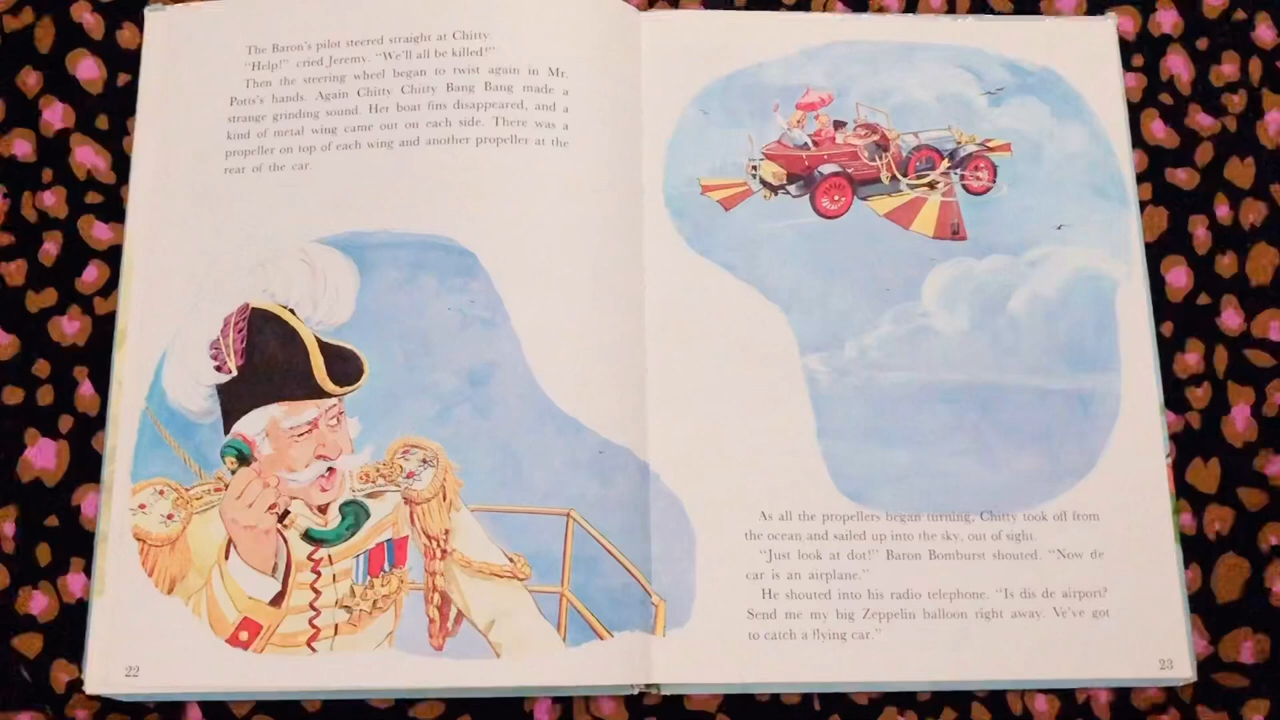 The Baron's pilot steered straight at Chitty.
"Help!" cried Jeremy. "We'll all be killed!"
Then the steering wheel began to twist again in Mr.
Potts's hands. Again Chitty Chitty Bang Bang made a
strange grinding sound. Her boat fins disappeared, and a
kind of metal wing came out on each side. There was a
propeller on top of each wing and another propeller at the
rear of the car.
22
As all the propellers began turning, Chitty took off from
the ocean and sailed up into the sky, out of sight.
"Just look at dot!" Baron Bomburst shouted. "Now de
car is an airplane."
He shouted into his radio telephone. "Is dis de airport?
Send me my big Zeppelin balloon right away. Ve've got
to catch a flying car."
23